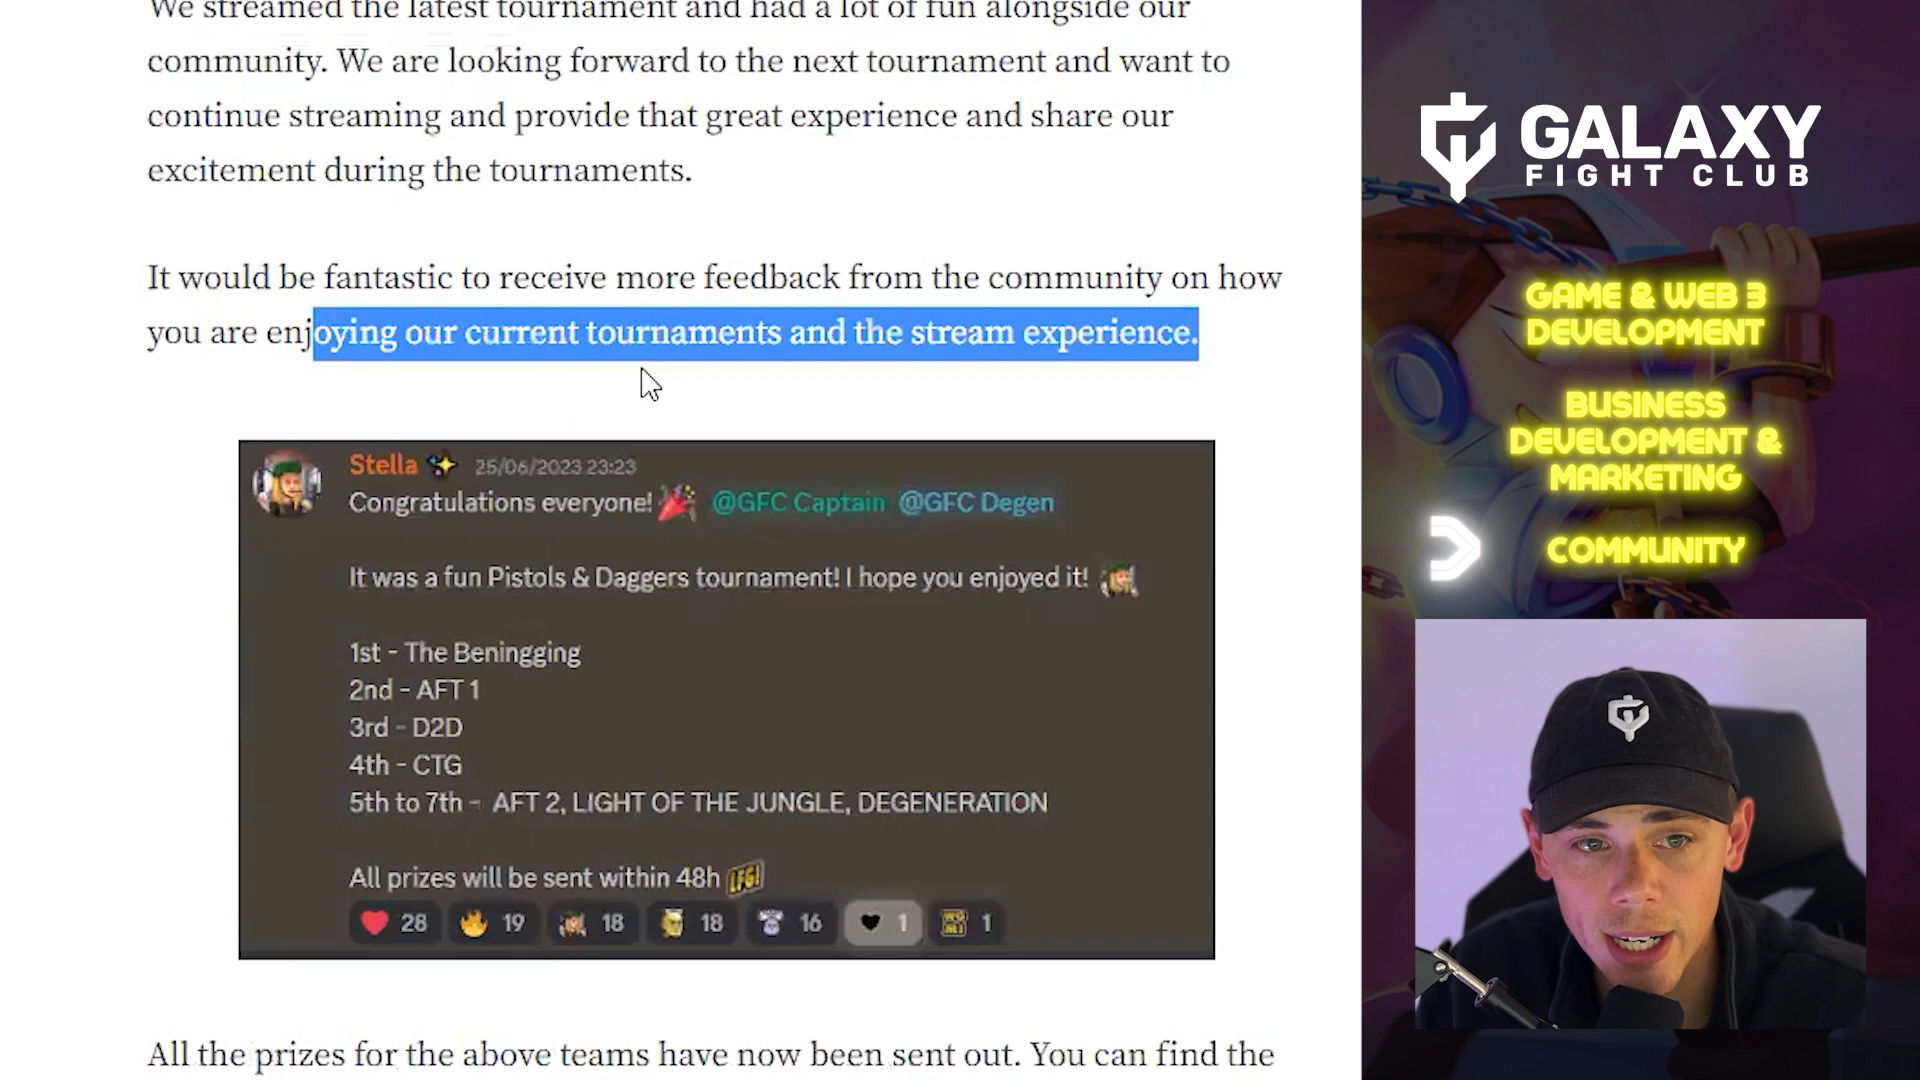 We streamed the latest tournament and had a lot of fun alongside our
community. We are looking forward to the next tournament and want to
continue streaming and provide that great experience and share our
excitement during the tournaments.
It would be fantastic to receive more feedback from the community on how
you are enjoying our current tournaments and the stream experience.
Stella 25/06/2023 23:23
Congratulations everyone! @GFC Captain @GFC Degen
It was a fun Pistols & Daggers tournament! I hope you enjoyed it!
1st - The Beningging
2nd - AFT 1
3rd - D2D
4th - CTG
5th to 7th - AFT 2, LIGHT OF THE JUNGLE, DEGENERATION
All prizes will be sent within 48h LFG!
28 19 18 18 16 1 1
All the prizes for the above teams have now been sent out. You can find the
GALAXY
FIGHT CLUB
GAME & WEB 3
DEVELOPMENT
BUSINESS
DEVELOPMENT &
MARKETING
COMMUNITY